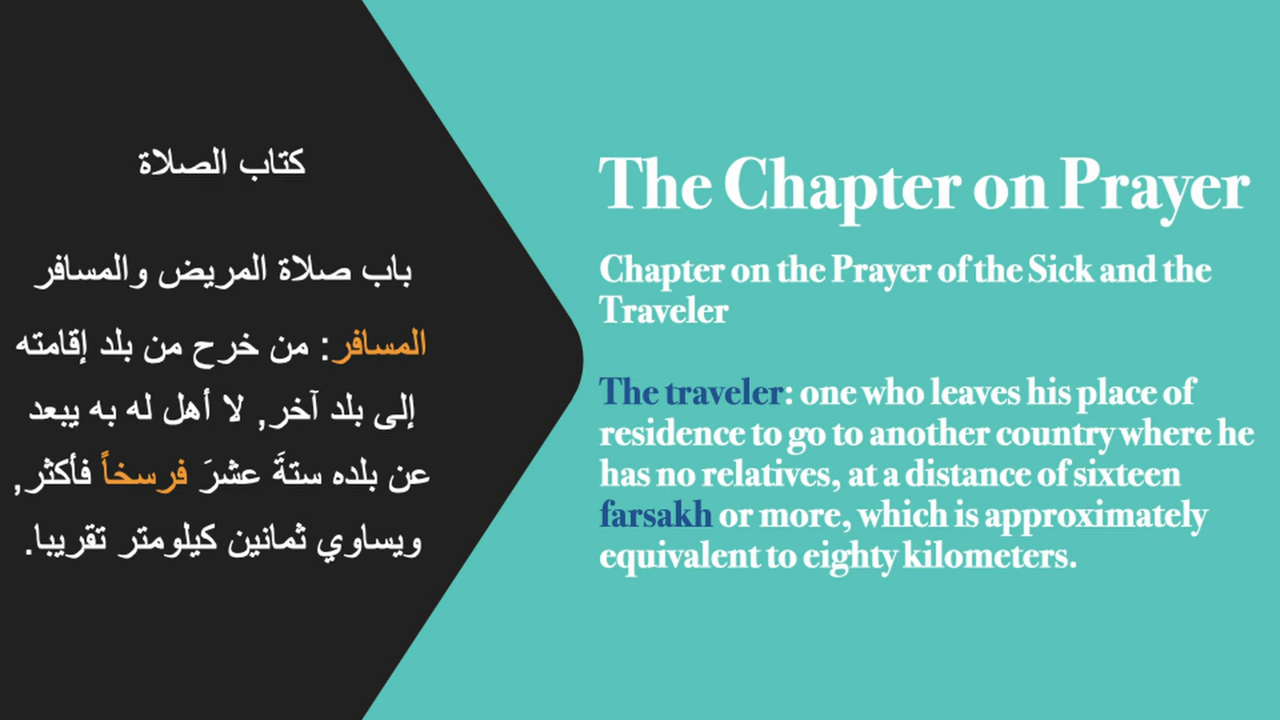 كتاب الصلاة
باب صلاة المريض والمسافر
المسافر: من خرح من بلد إقامته
إلى بلد آخر, لا أهل له به يبعد
عن بلده ستةَ عشرَ فرسخاً فأكثر,
ويساوي ثمانين كيلومتر تقريبا.
The Chapter on Prayer
Chapter on the Prayer of the Sick and the
Traveler
The traveler: one who leaves his place of
residence to go to another country where he
has no relatives, at a distance of sixteen
farsakh or more, which is approximately
equivalent to eighty kilometers.